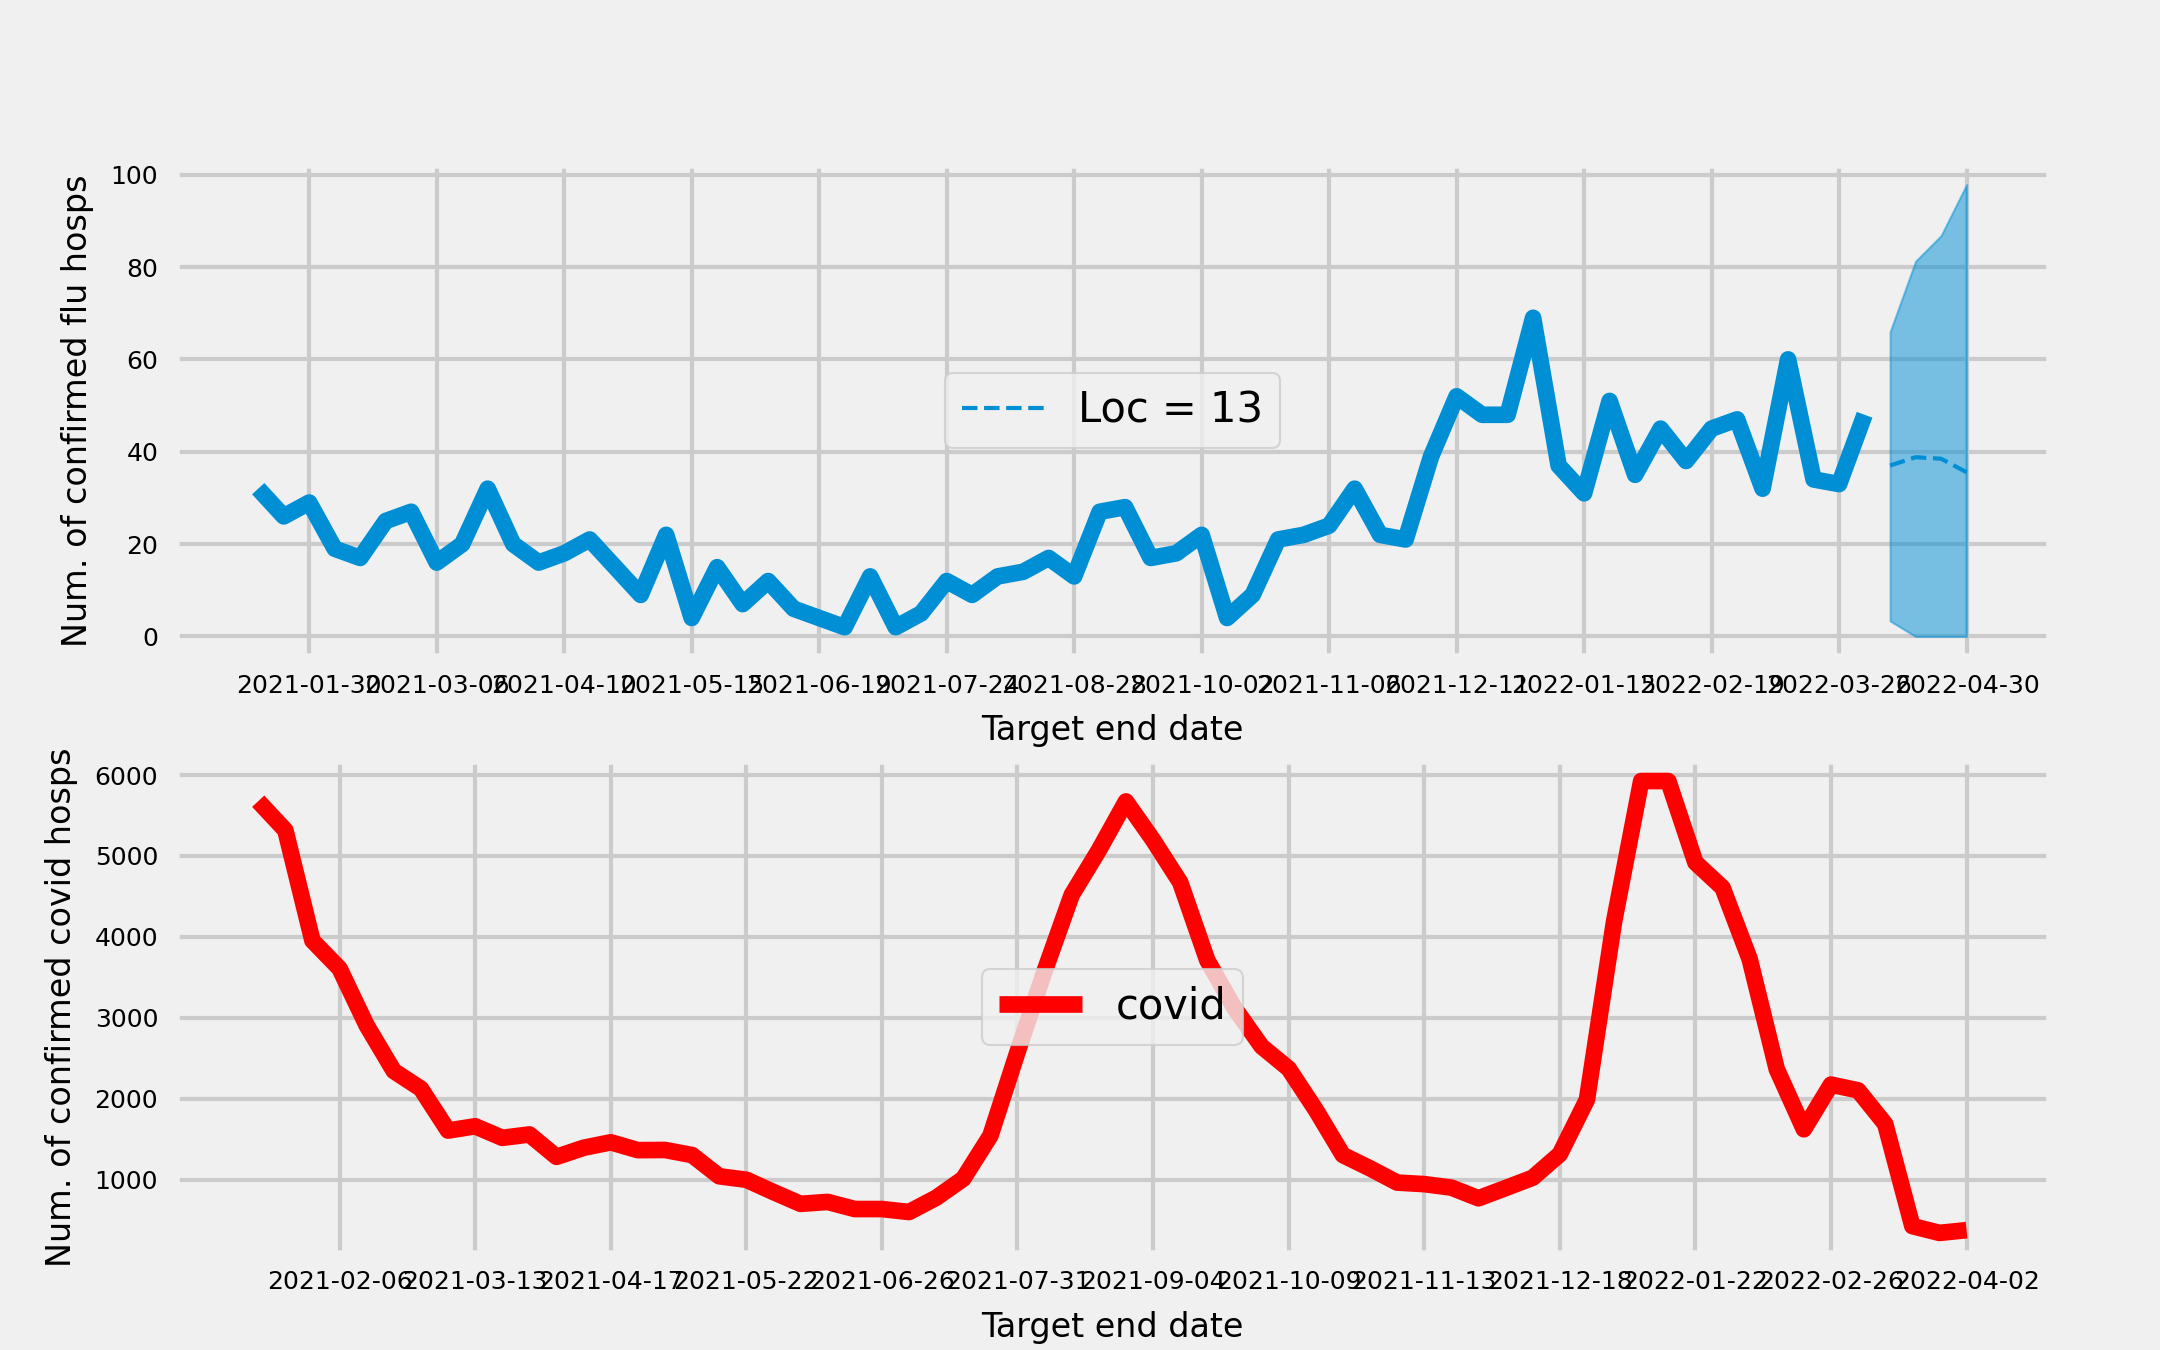 Num. of confirmed flu hosps
100
80
60
40
20
0
Loc = 13
2021-01-30 2021-03-06 2021-04-10 2021-05-15 2021-06-19 2021-07-24 2021-08-28 2021-10-02 2021-11-06 2021-12-11 2022-01-15 2022-02-19 2022-03-26 2022-04-30
Target end date
Num. of confirmed covid hosps
6000
5000
4000
3000
2000
1000
covid
2021-02-06 2021-03-13 2021-04-17 2021-05-22 2021-06-26 2021-07-31 2021-09-04 2021-10-09 2021-11-13 2021-12-18 2022-01-22 2022-02-26 2022-04-02
Target end date